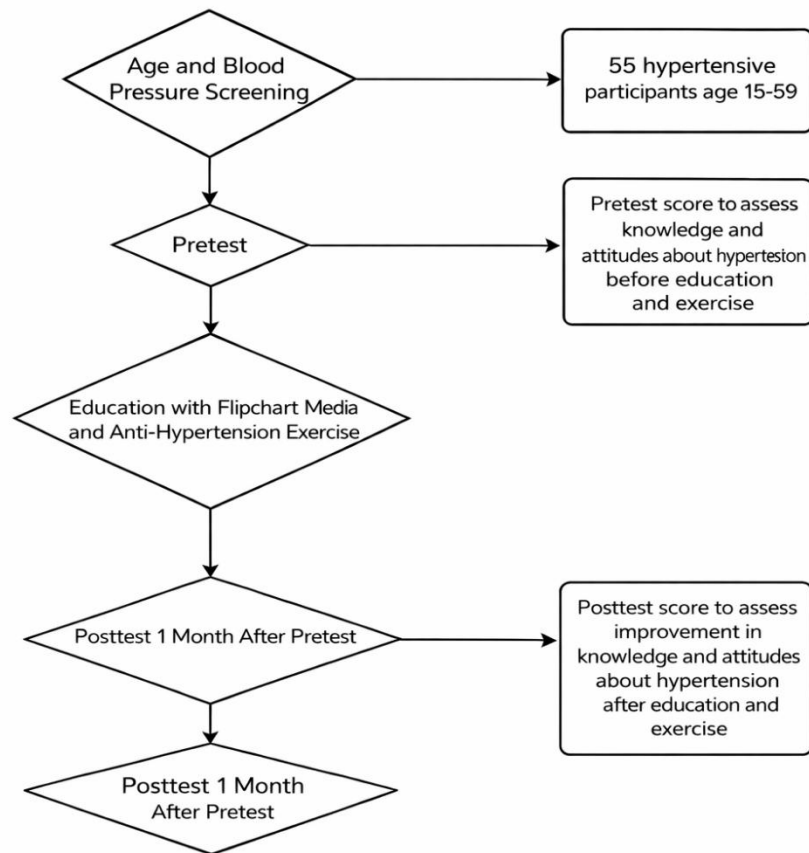 Age and Blood
Pressure Screening
55 hypertensive
participants age 15-59
Pretest
Pretest score to assess
knowledge and
attitudes about hypertesion
before education
and exercise
Education with Flipchart Media
and Anti-Hypertension Exercise
Posttest 1 Month After Pretest
Posttest score to assess
improvement in
knowledge and attitudes
about hypertension
after education and
exercise
Posttest 1 Month
After Pretest